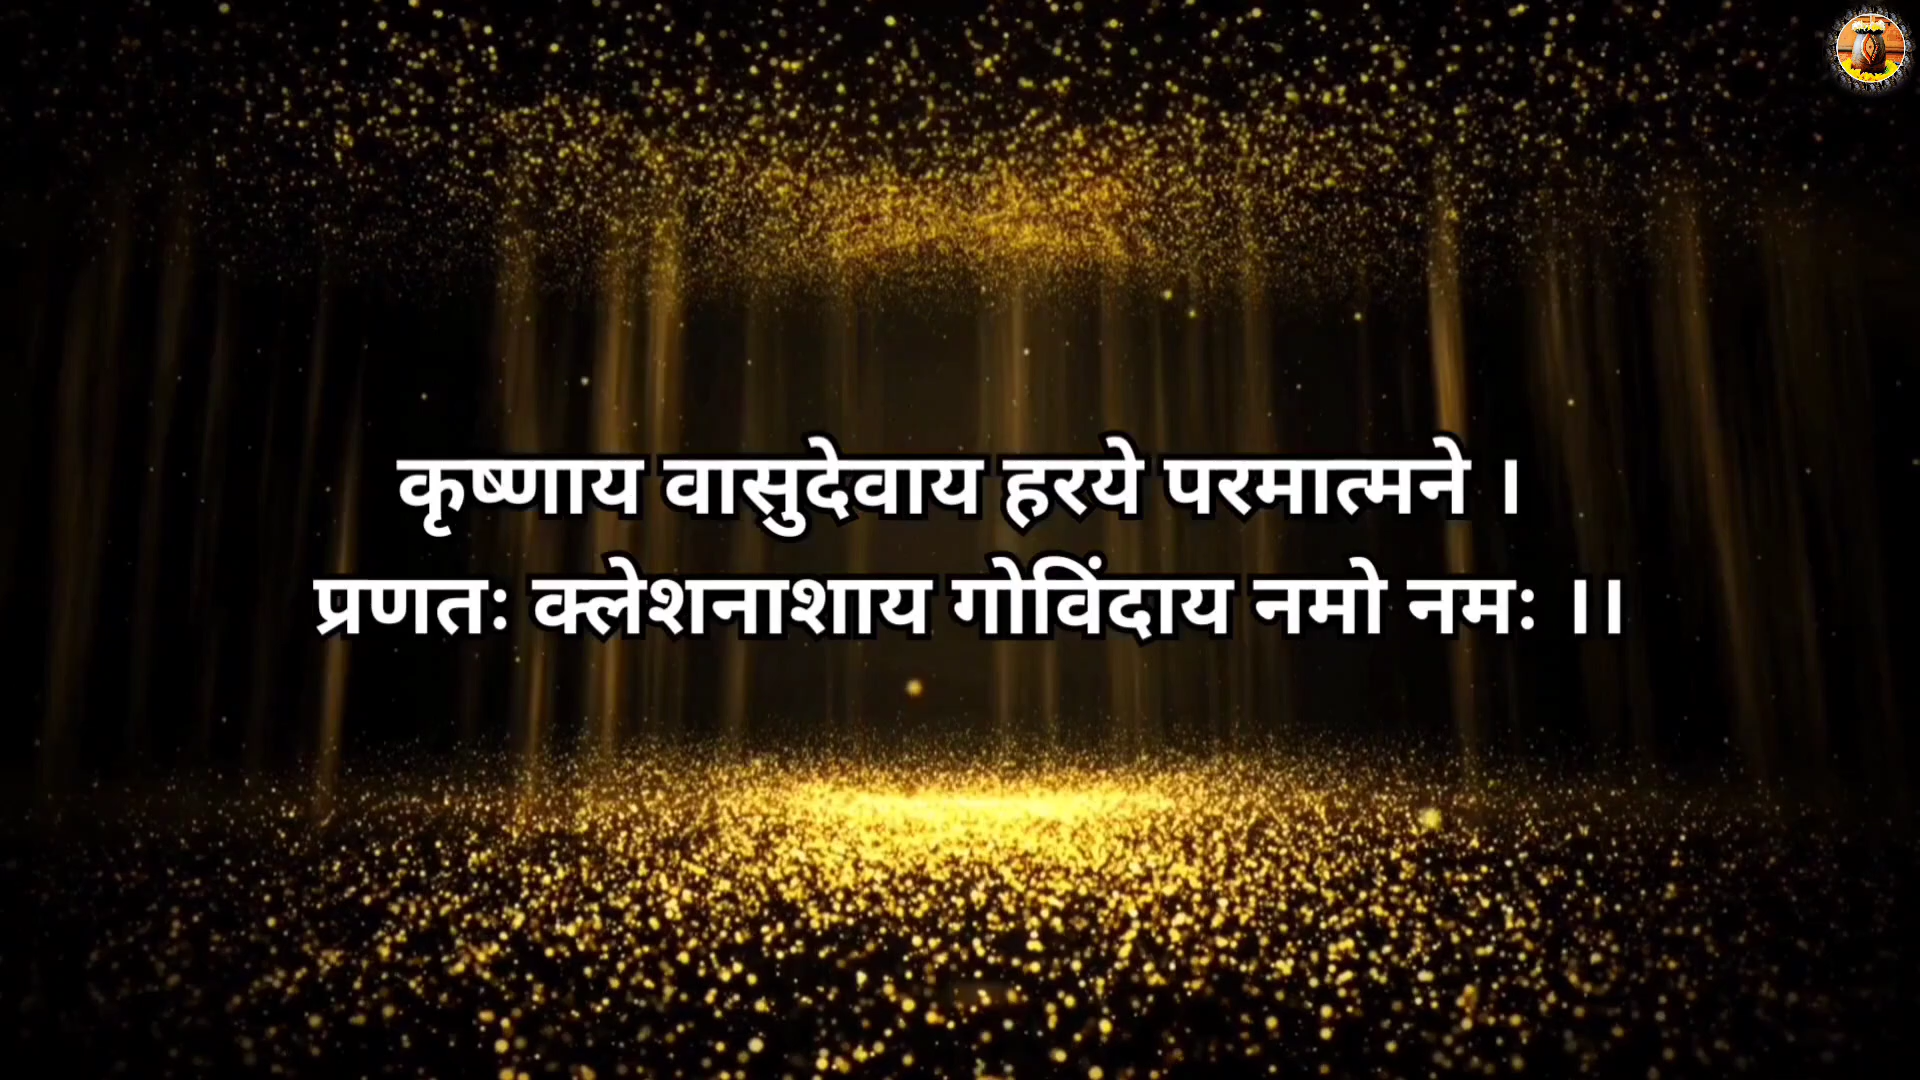 कृष्णाय वासुदेवाय हरये परमात्मने ।
प्रणतः क्लेशनाशाय गोविंदाय नमो नमः ।।